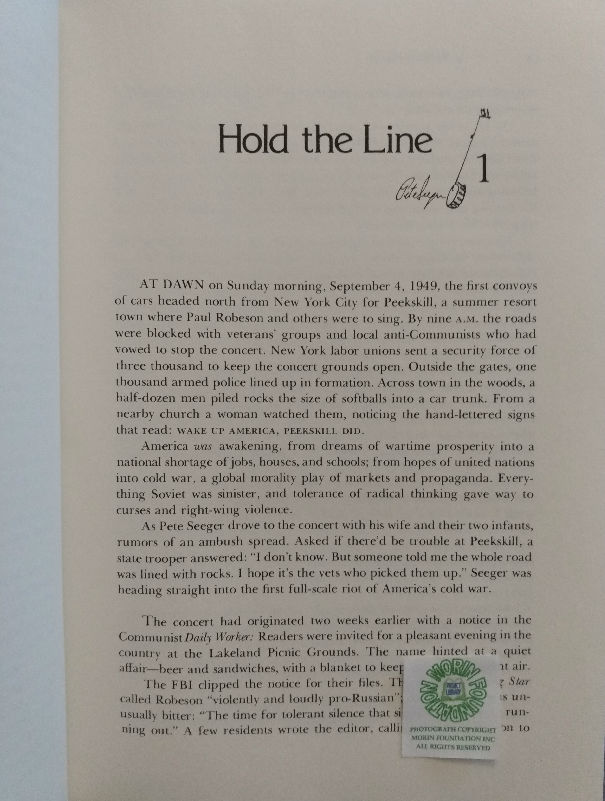 Hold the Line
1
Pete Seeger
AT DAWN on Sunday morning, September 4, 1949, the first convoys
of cars headed north from New York City for Peekskill, a summer resort
town where Paul Robeson and others were to sing. By nine A.M. the roads
were blocked with veterans' groups and local anti-Communists who had
vowed to stop the concert. New York labor unions sent a security force of
three thousand to keep the concert grounds open. Outside the gates, one
thousand armed police lined up in formation. Across town in the woods, a
half-dozen men piled rocks the size of softballs into a car trunk. From a
nearby church a woman watched them, noticing the hand-lettered signs
that read: WAKE UP AMERICA, PEEKSKILL DID.
America was awakening, from dreams of wartime prosperity into a
national shortage of jobs, houses, and schools; from hopes of united nations
into cold war, a global morality play of markets and propaganda. Every-
thing Soviet was sinister, and tolerance of radical thinking gave way to
curses and right-wing violence.
As Pete Seeger drove to the concert with his wife and their two infants,
rumors of an ambush spread. Asked if there'd be trouble at Peekskill, a
state trooper answered: "I don't know. But someone told me the whole road
was lined with rocks. I hope it's the vets who picked them up." Seeger was
heading straight into the first full-scale riot of America's cold war.
The concert had originated two weeks earlier with a notice in the
Communist Daily Worker: Readers were invited for a pleasant evening in the
country at the Lakeland Picnic Grounds. The name hinted at a quiet
affair—beer and sandwiches, with a blanket to keep air.
The FBI clipped the notice for their files. Star
called Robeson "violently and loudly pro-Russian"; un-
usually bitter: "The time for tolerant silence that run-
ning out." A few residents wrote the editor, to
MORIN FOUNDATION
PHOTOGRAPH COPYRIGHT
MORIN FOUNDATION INC
ALL RIGHTS RESERVED